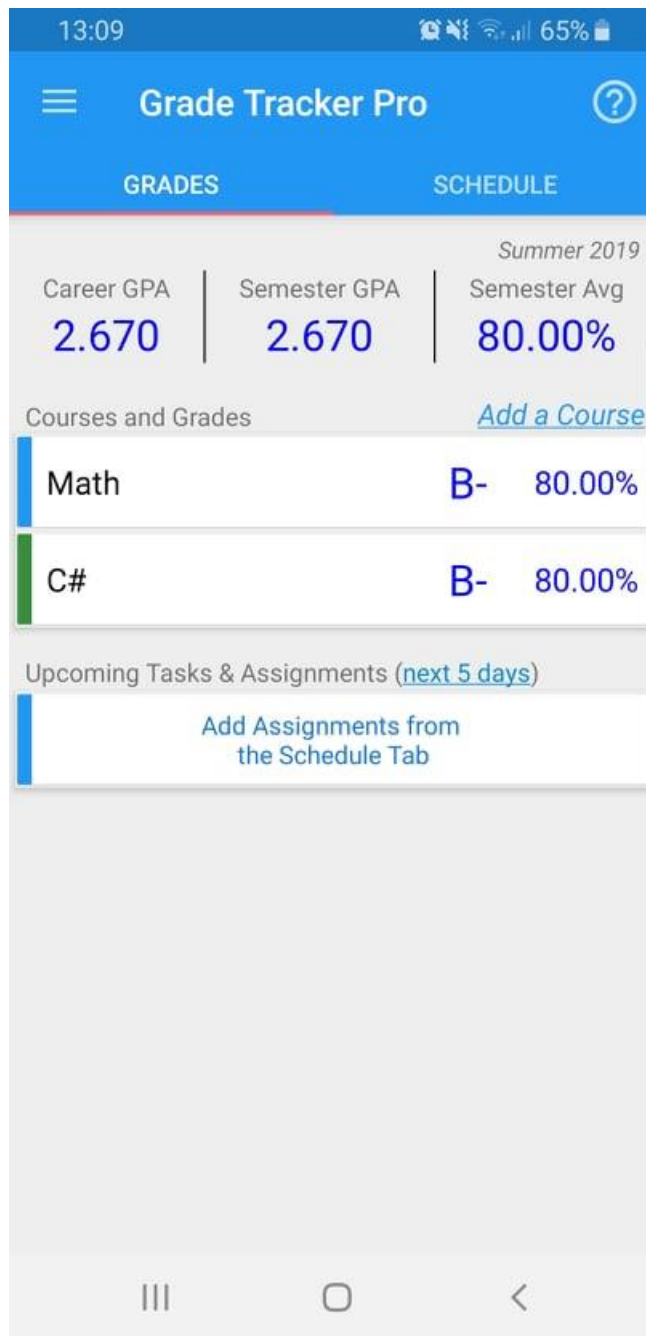 13:09 65%
Grade Tracker Pro
GRADES SCHEDULE
Summer 2019
Career GPA Semester GPA Semester Avg
2.670 2.670 80.00%
Courses and Grades Add a Course
Math B- 80.00%
C# B- 80.00%
Upcoming Tasks & Assignments (next 5 days)
Add Assignments from
the Schedule Tab